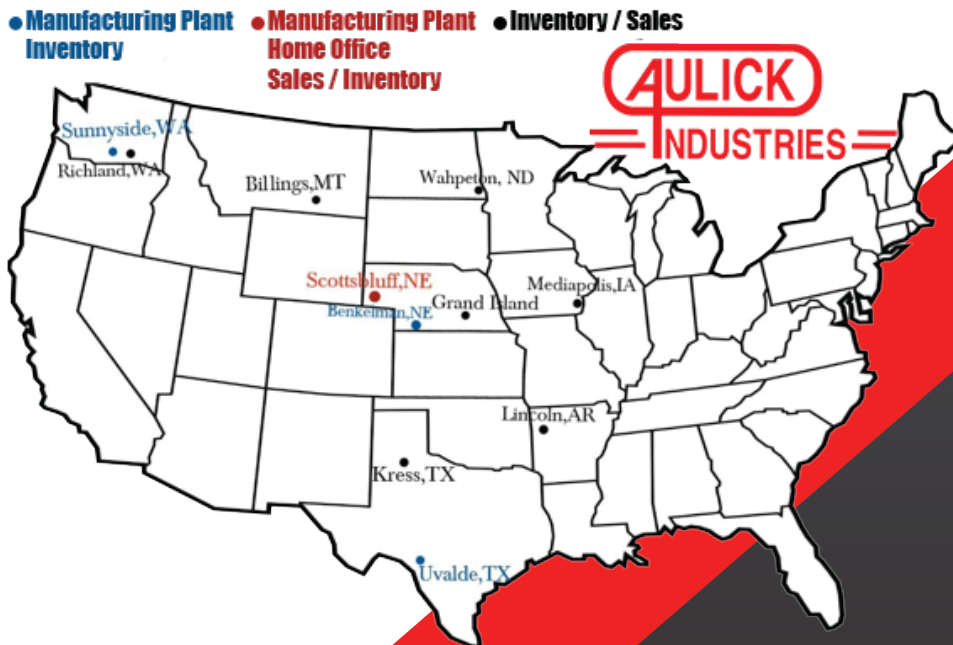 Manufacturing Plant
Inventory
Manufacturing Plant
Home Office
Sales / Inventory
Inventory / Sales
AULICK
INDUSTRIES
Sunnyside,WA
Richland,WA
Billings,MT
Wahpeton, ND
Scottsbluff,NE
Benkelman,NE
Grand Island
Mediapolis,IA
Lincoln,AR
Kress,TX
Uvalde,TX